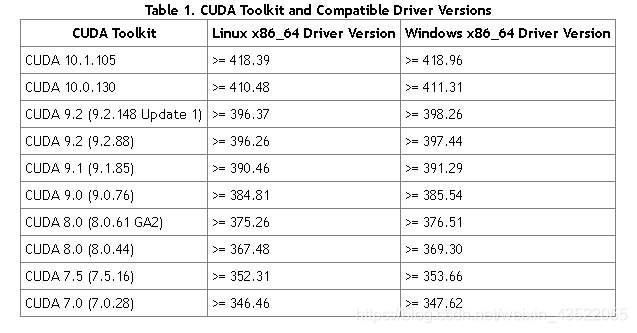 Table 1. CUDA Toolkit and Compatible Driver Versions
CUDA Toolkit Linux x86_64 Driver Version Windows x86_64 Driver Version
CUDA 10.1.105 >= 418.39 >= 418.96
CUDA 10.0.130 >= 410.48 >= 411.31
CUDA 9.2 (9.2.148 Update 1) >= 396.37 >= 398.26
CUDA 9.2 (9.2.88) >= 396.26 >= 397.44
CUDA 9.1 (9.1.85) >= 390.46 >= 391.29
CUDA 9.0 (9.0.76) >= 384.81 >= 385.54
CUDA 8.0 (8.0.61 GA2) >= 375.26 >= 376.51
CUDA 8.0 (8.0.44) >= 367.48 >= 369.30
CUDA 7.5 (7.5.16) >= 352.31 >= 353.66
CUDA 7.0 (7.0.28) >= 346.46 >= 347.62